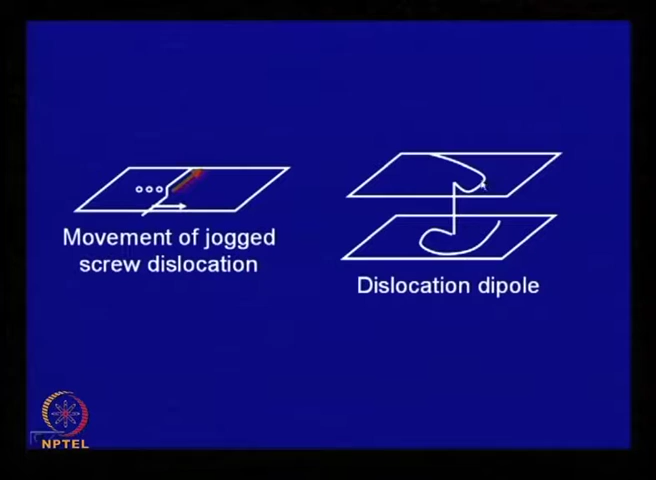 Movement of jogged
screw dislocation
Dislocation dipole
NPTEL